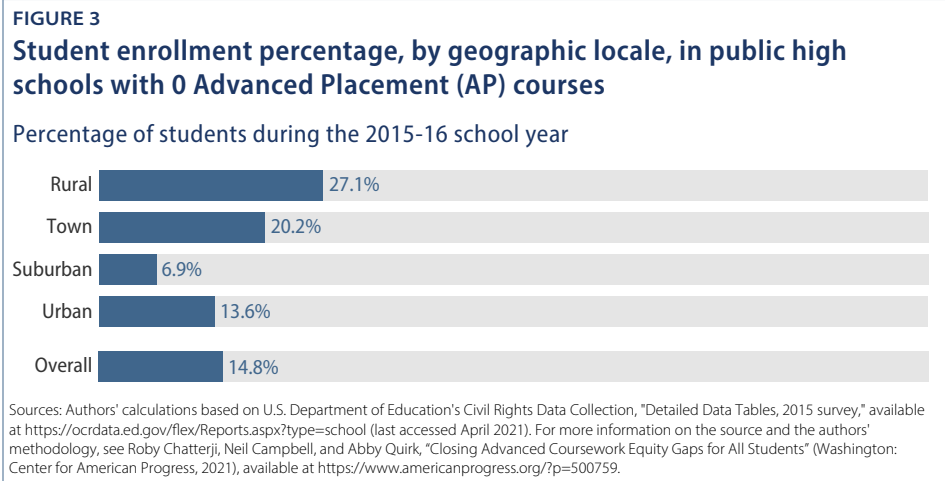 FIGURE 3
Student enrollment percentage, by geographic locale, in public high
schools with 0 Advanced Placement (AP) courses
Percentage of students during the 2015-16 school year
Rural 27.1%
Town 20.2%
Suburban 6.9%
Urban 13.6%
Overall 14.8%
Sources: Authors' calculations based on U.S. Department of Education's Civil Rights Data Collection, "Detailed Data Tables, 2015 survey," available
at https://ocrdata.ed.gov/flex/Reports.aspx?type=school (last accessed April 2021). For more information on the source and the authors'
methodology, see Roby Chatterji, Neil Campbell, and Abby Quirk, “Closing Advanced Coursework Equity Gaps for All Students” (Washington:
Center for American Progress, 2021), available at https://www.americanprogress.org/?p=500759.